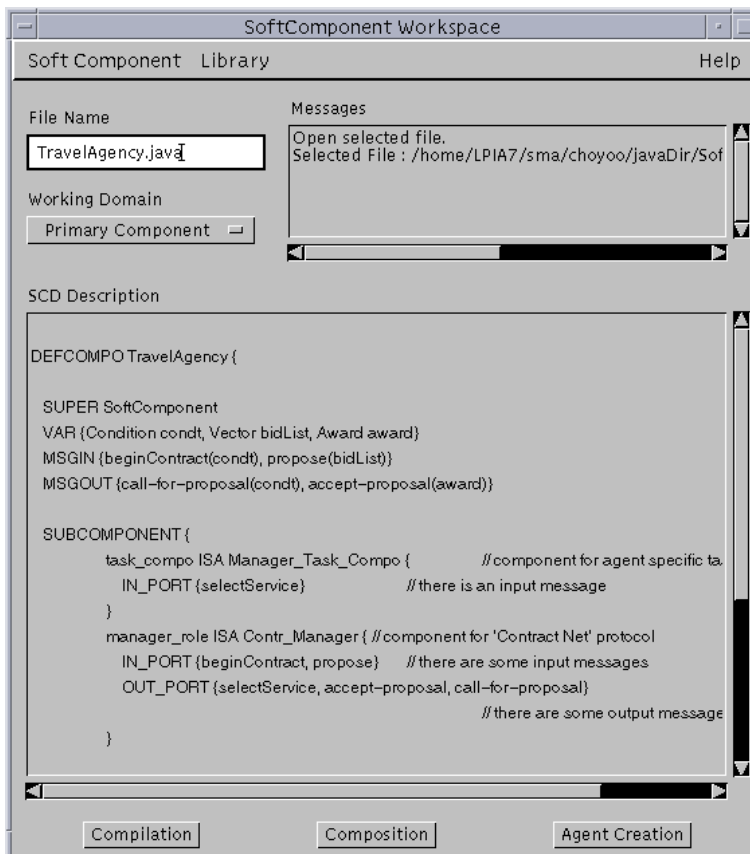 SoftComponent Workspace
Soft Component Library Help
File Name
TravelAgency.java
Working Domain
Primary Component
Messages
Open selected file.
Selected File : /home/LPIA7/sma/choyoo/javaDir/Sof
SCD Description
DEFCOMPO TravelAgency {
SUPER SoftComponent
VAR {Condition condt, Vector bidList, Award award}
MSGIN {beginContract(condt), propose(bidList)}
MSGOUT {call-for-proposal(condt), accept-proposal(award)}
SUBCOMPONENT {
task_compo ISA Manager_Task_Compo { //component for agent specific ta
IN_PORT {selectService} //there is an input message
}
manager_role ISA Contr_Manager { //component for 'Contract Net' protocol
IN_PORT {beginContract, propose} //there are some input messages
OUT_PORT {selectService, accept-proposal, call-for-proposal}
//there are some output message
}
Compilation Composition Agent Creation